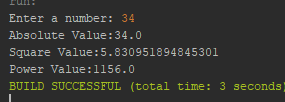 run:
Enter a number: 34
Absolute Value:34.0
Square Value:5.830951894845301
Power Value:1156.0
BUILD SUCCESSFUL (total time: 3 seconds)